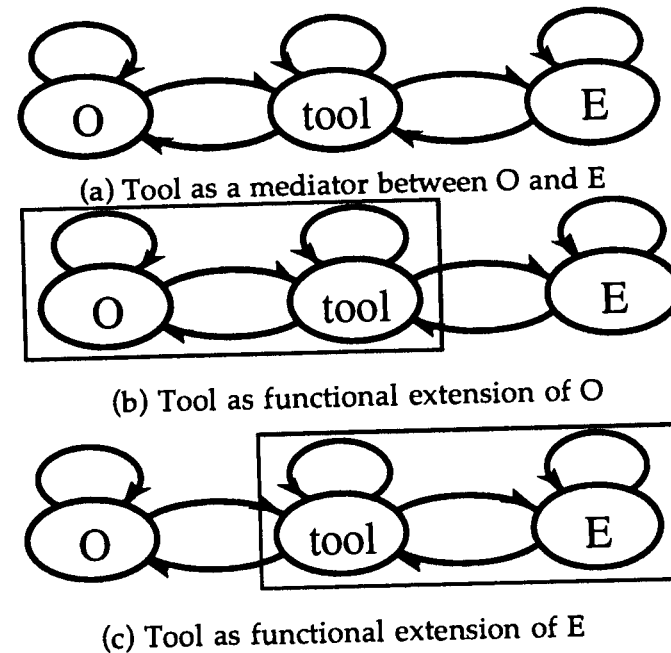 O tool E
(a) Tool as a mediator between O and E
O tool E
(b) Tool as functional extension of O
O tool E
(c) Tool as functional extension of E